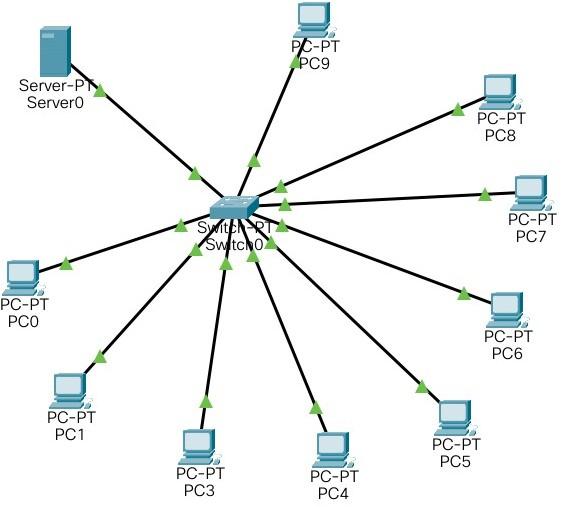 PC-PT
PC9
Server-PT
Server0
PC-PT
PC8
PC-PT
PC7
Switch-PT
Switch0
PC-PT
PC0
PC-PT
PC6
PC-PT
PC1
PC-PT
PC5
PC-PT
PC3
PC-PT
PC4